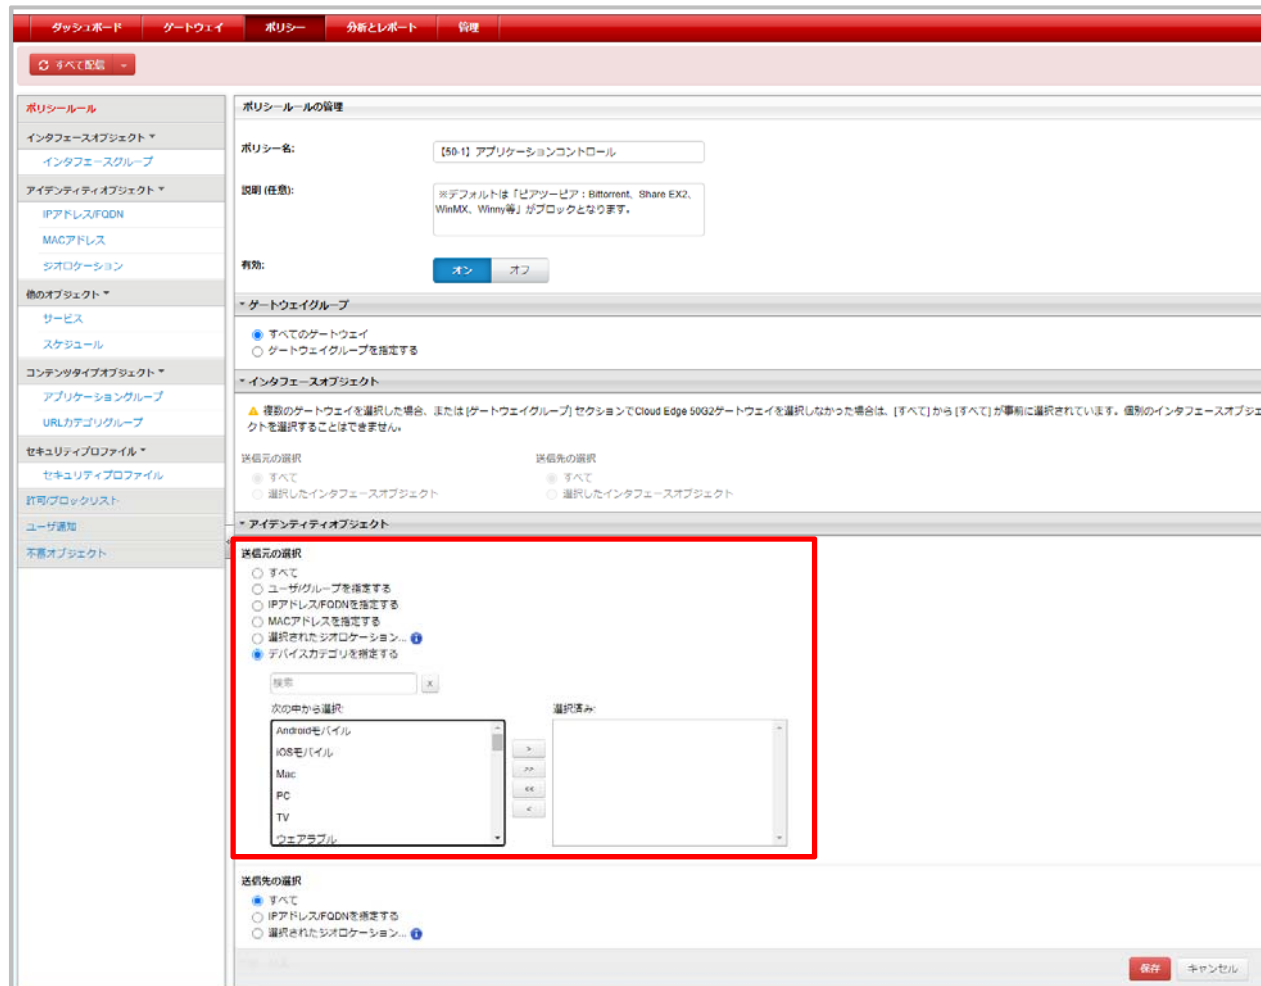 ダッシュボード ゲートウェイ ポリシー 分析とレポート 管理
すべて配信
ポリシールール
インタフェースオブジェクト
インタフェースグループ
アイデンティティオブジェクト
IPアドレス/FQDN
MACアドレス
ジオロケーション
他のオブジェクト
サービス
スケジュール
コンテンツタイプオブジェクト
アプリケーショングループ
URLカテゴリグループ
セキュリティプロファイル
セキュリティプロファイル
許可/ブロックリスト
ユーザ通知
不審オブジェクト
ポリシールールの管理
ポリシー名:
【50-1】アプリケーションコントロール
説明 (任意):
※デフォルトは「ピアツーピア：Bittorrent、Share EX2、
WinMX、Winny等」がブロックとなります。
有効:
オン オフ
ゲートウェイグループ
すべてのゲートウェイ
ゲートウェイグループを指定する
インタフェースオブジェクト
複数のゲートウェイを選択した場合、または [ゲートウェイグループ] セクションでCloud Edge 50G2ゲートウェイを選択しなかった場合は、[すべて] から [すべて] が事前に選択されています。個別のインタフェースオブジェ
クトを選択することはできません。
送信元の選択 送信先の選択
すべて すべて
選択したインタフェースオブジェクト 選択したインタフェースオブジェクト
アイデンティティオブジェクト
送信元の選択
すべて
ユーザ/グループを指定する
IPアドレス/FQDNを指定する
MACアドレスを指定する
選択されたジオロケーション...
デバイスカテゴリを指定する
検索 x
次の中から選択: 選択済み:
Androidモバイル
iOSモバイル
Mac
PC
TV
ウェアラブル
>
>>
<<
<
送信先の選択
すべて
IPアドレス/FQDNを指定する
選択されたジオロケーション...
保存 キャンセル